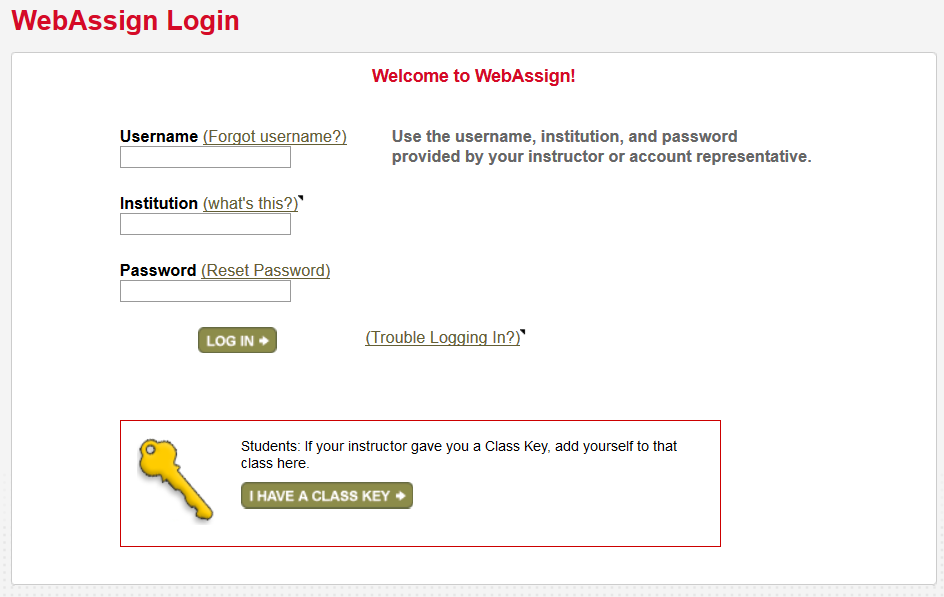 WebAssign Login
Welcome to WebAssign!
Username (Forgot username?)
Use the username, institution, and password
provided by your instructor or account representative.
Institution (what's this?)
Password (Reset Password)
LOG IN
(Trouble Logging In?)
Students: If your instructor gave you a Class Key, add yourself to that
class here.
I HAVE A CLASS KEY